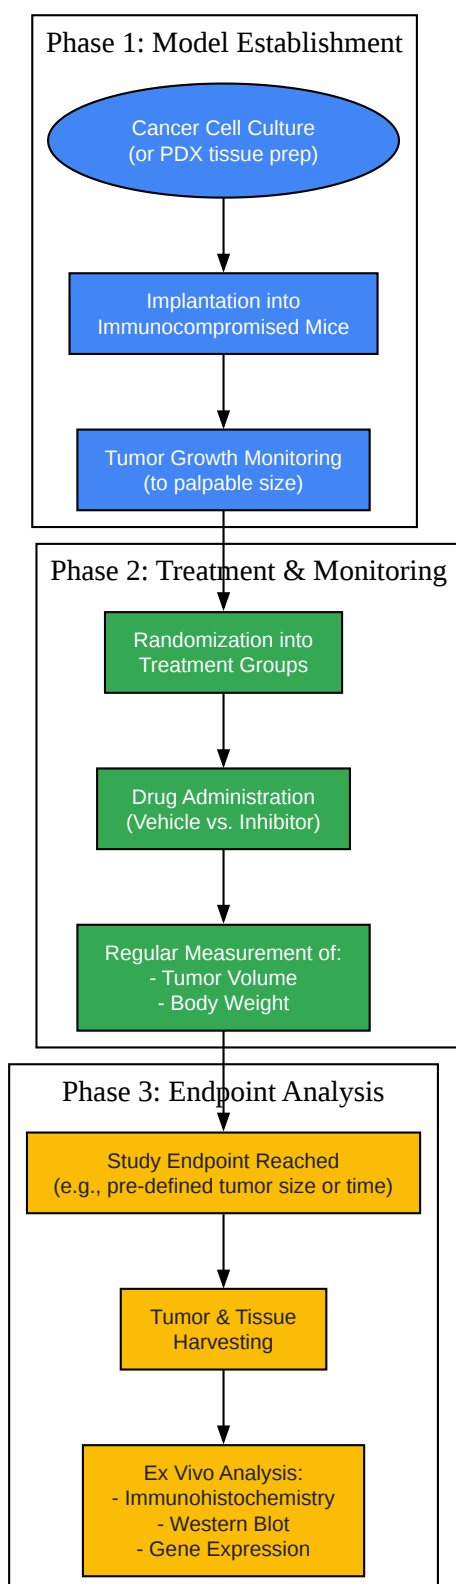 Phase 1: Model Establishment
Cancer Cell Culture
(or PDX tissue prep)
Implantation into
Immunocompromised Mice
Tumor Growth Monitoring
(to palpable size)
Phase 2: Treatment & Monitoring
Randomization into
Treatment Groups
Drug Administration
(Vehicle vs. Inhibitor)
Regular Measurement of:
- Tumor Volume
- Body Weight
Phase 3: Endpoint Analysis
Study Endpoint Reached
(e.g., pre-defined tumor size or time)
Tumor & Tissue
Harvesting
Ex Vivo Analysis:
- Immunohistochemistry
- Western Blot
- Gene Expression